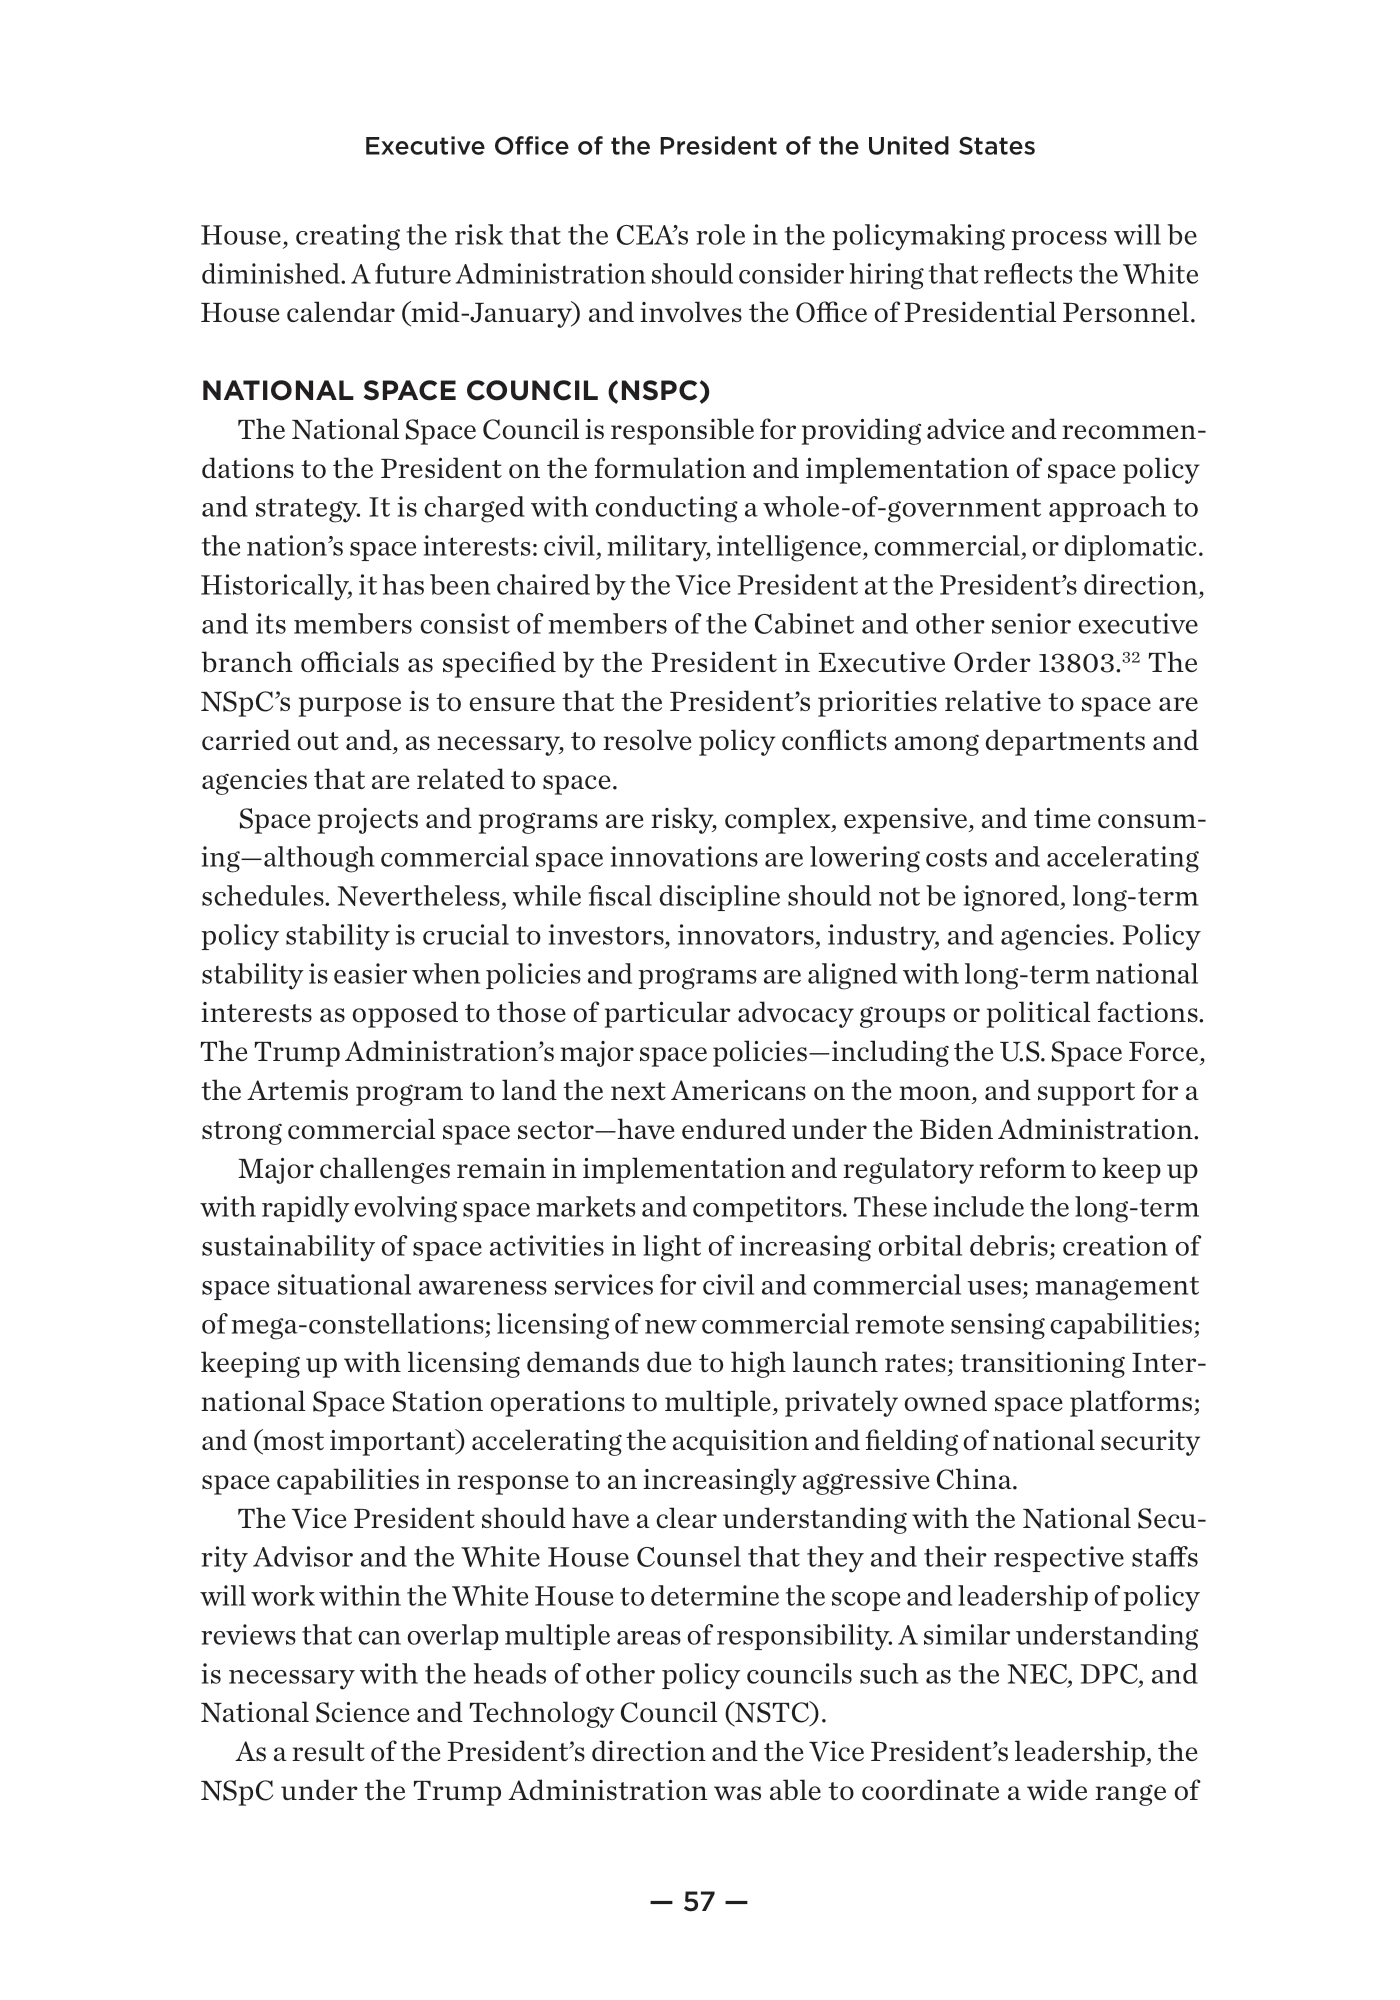 Executive Office of the President of the United States
House, creating the risk that the CEA’s role in the policymaking process will be
diminished. A future Administration should consider hiring that reflects the White
House calendar (mid-January) and involves the Office of Presidential Personnel.
NATIONAL SPACE COUNCIL (NSPC)
The National Space Council is responsible for providing advice and recommen-
dations to the President on the formulation and implementation of space policy
and strategy. It is charged with conducting a whole-of-government approach to
the nation’s space interests: civil, military, intelligence, commercial, or diplomatic.
Historically, it has been chaired by the Vice President at the President’s direction,
and its members consist of members of the Cabinet and other senior executive
branch officials as specified by the President in Executive Order 13803.³² The
NSpC’s purpose is to ensure that the President’s priorities relative to space are
carried out and, as necessary, to resolve policy conflicts among departments and
agencies that are related to space.
Space projects and programs are risky, complex, expensive, and time consum-
ing—although commercial space innovations are lowering costs and accelerating
schedules. Nevertheless, while fiscal discipline should not be ignored, long-term
policy stability is crucial to investors, innovators, industry, and agencies. Policy
stability is easier when policies and programs are aligned with long-term national
interests as opposed to those of particular advocacy groups or political factions.
The Trump Administration’s major space policies—including the U.S. Space Force,
the Artemis program to land the next Americans on the moon, and support for a
strong commercial space sector—have endured under the Biden Administration.
Major challenges remain in implementation and regulatory reform to keep up
with rapidly evolving space markets and competitors. These include the long-term
sustainability of space activities in light of increasing orbital debris; creation of
space situational awareness services for civil and commercial uses; management
of mega-constellations; licensing of new commercial remote sensing capabilities;
keeping up with licensing demands due to high launch rates; transitioning Inter-
national Space Station operations to multiple, privately owned space platforms;
and (most important) accelerating the acquisition and fielding of national security
space capabilities in response to an increasingly aggressive China.
The Vice President should have a clear understanding with the National Secu-
rity Advisor and the White House Counsel that they and their respective staffs
will work within the White House to determine the scope and leadership of policy
reviews that can overlap multiple areas of responsibility. A similar understanding
is necessary with the heads of other policy councils such as the NEC, DPC, and
National Science and Technology Council (NSTC).
As a result of the President’s direction and the Vice President’s leadership, the
NSpC under the Trump Administration was able to coordinate a wide range of
— 57 —